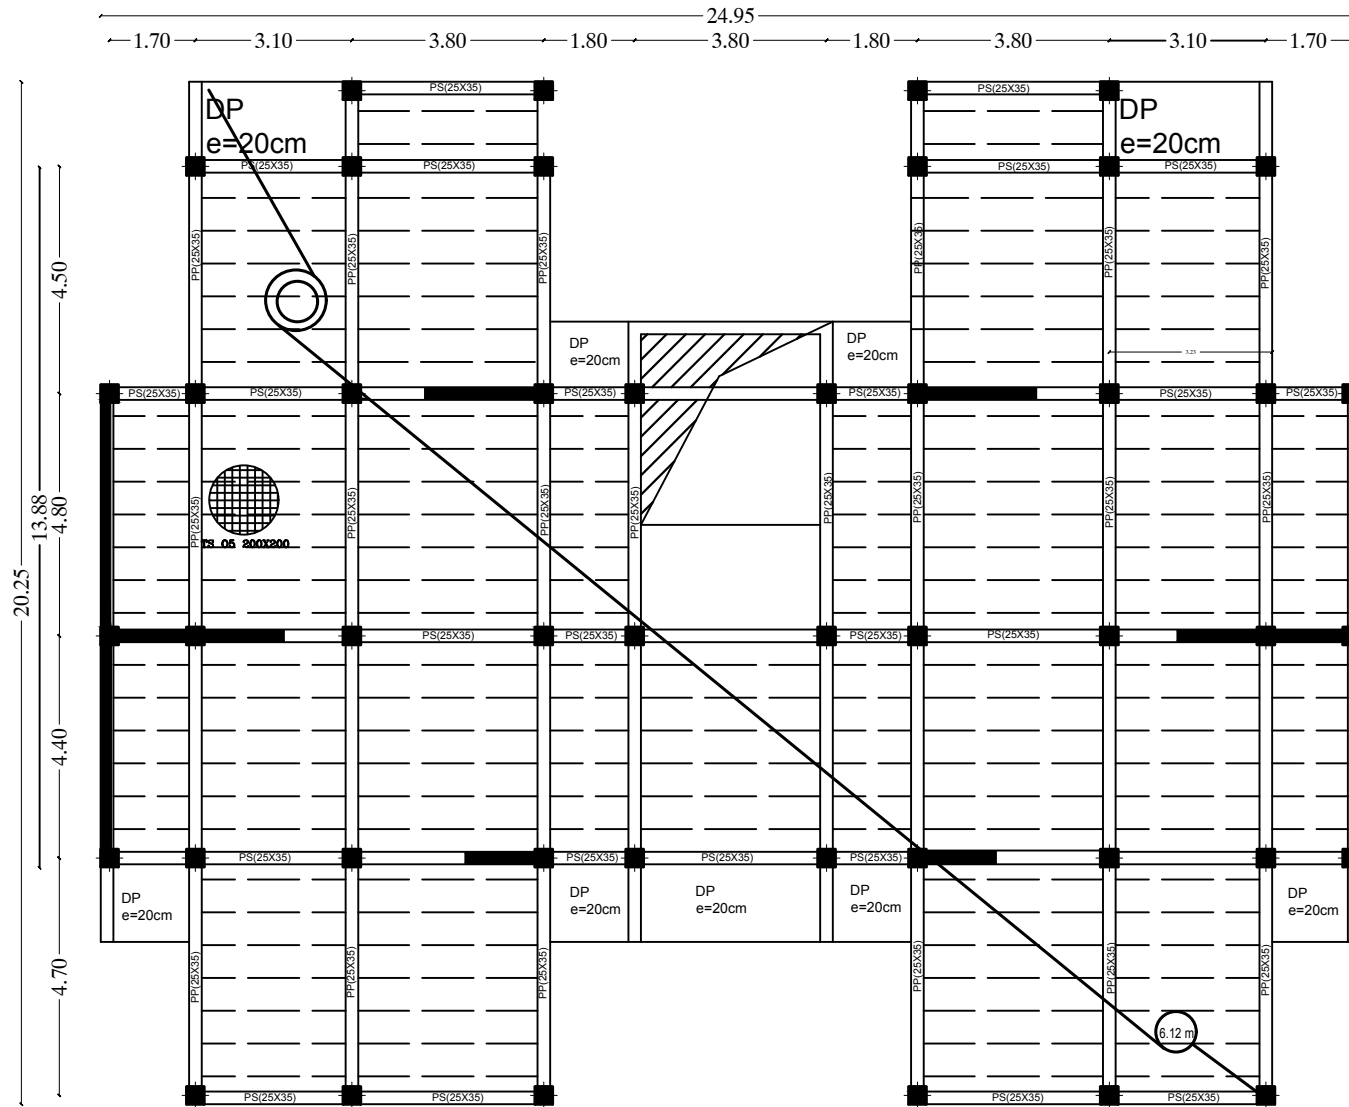 24.95
1.70 3.10 3.80 1.80 3.80 1.80 3.80 3.10 1.70
PS(25X35) PS(25X35)
DP DP
e=20cm e=20cm
PS(25X35) PS(25X35) PS(25X35) PS(25X35)
PP(25X35) PP(25X35) PP(25X35) PP(25X35) PP(25X35) PP(25X35)
4.50
DP DP
e=20cm e=20cm
3.23
PS(25X35) PS(25X35) PS(25X35) PS(25X35) PS(25X35) PS(25X35)
PP(25X35) PP(25X35) PP(25X35) PP(25X35) PP(25X35) PP(25X35) PP(25X35) PP(25X35)
13.88
4.80
TS 05 200X200
20.25
PS(25X35) PS(25X35) PS(25X35) PS(25X35)
4.40
PS(25X35) PS(25X35) PS(25X35) PS(25X35)
DP DP DP DP DP
e=20cm e=20cm e=20cm e=20cm e=20cm
4.70
PP(25X35) PP(25X35) PP(25X35) PP(25X35) PP(25X35) PP(25X35)
6.12 m
PS(25X35) PS(25X35) PS(25X35) PS(25X35)